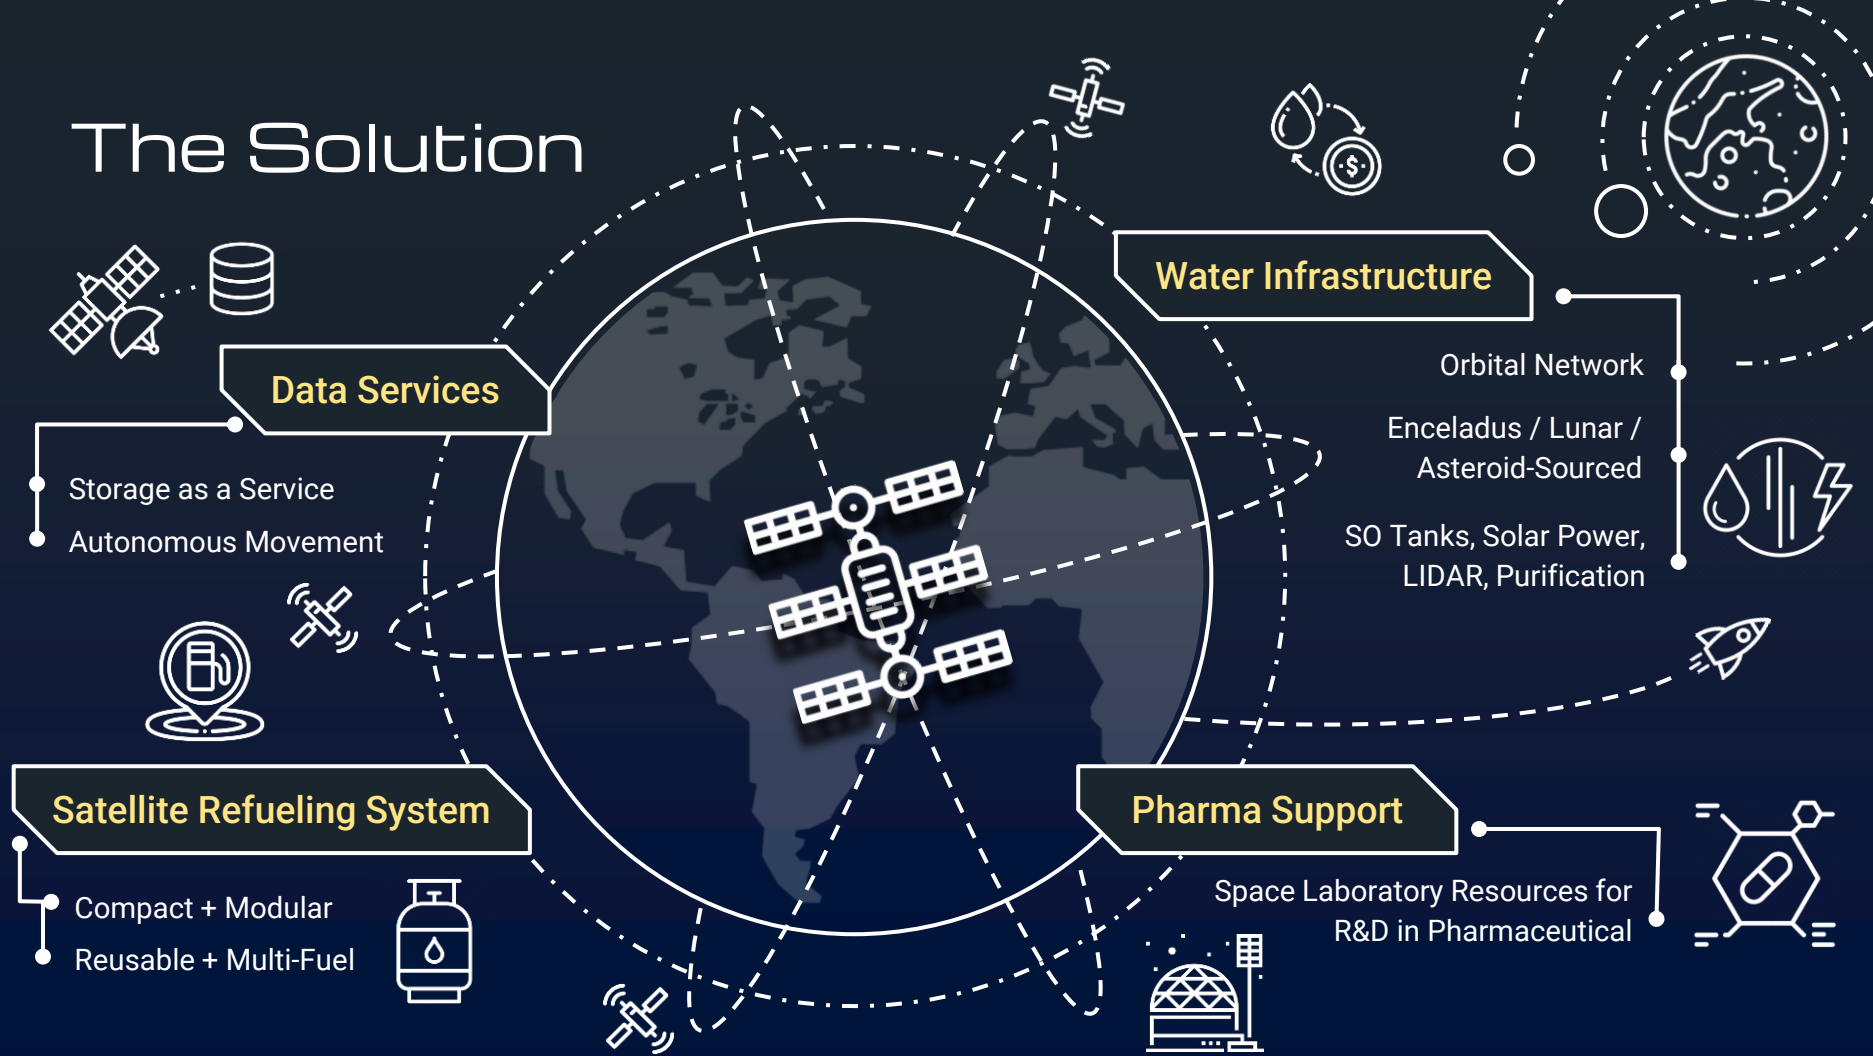 The Solution
Data Services
Storage as a Service
Autonomous Movement
Water Infrastructure
Orbital Network
Enceladus / Lunar /
Asteroid-Sourced
SO Tanks, Solar Power,
LIDAR, Purification
Satellite Refueling System
Compact + Modular
Reusable + Multi-Fuel
Pharma Support
Space Laboratory Resources for
R&D in Pharmaceutical
$